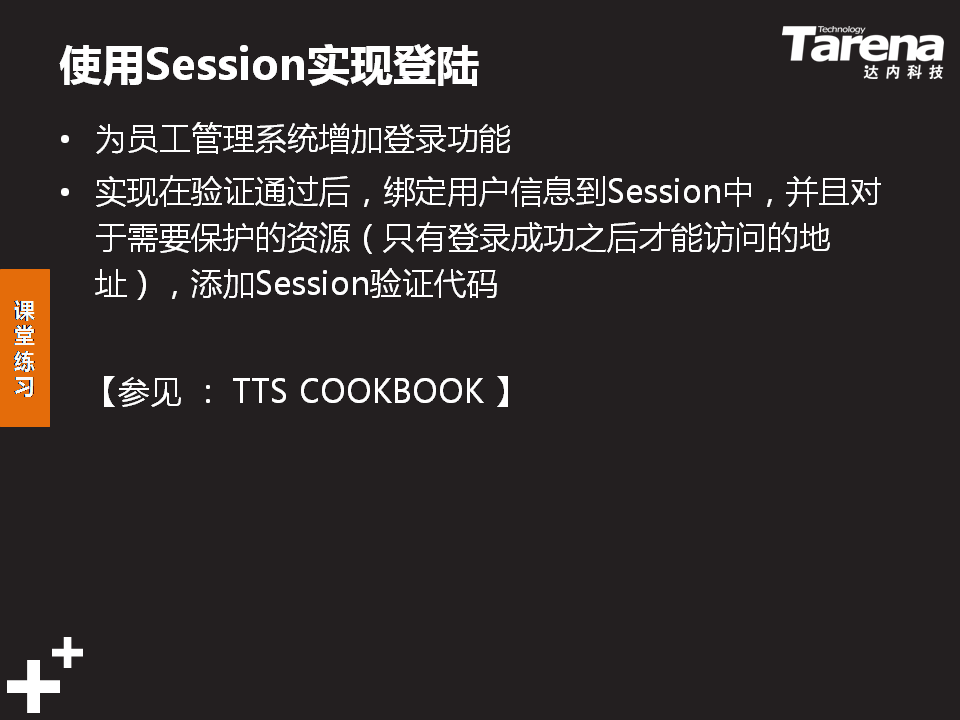 使用Session实现登陆
Technology
Tarena
达内科技
• 为员工管理系统增加登录功能
• 实现在验证通过后，绑定用户信息到Session中，并且对
于需要保护的资源（只有登录成功之后才能访问的地
址），添加Session验证代码
课堂练习
【参见 ： TTS COOKBOOK 】